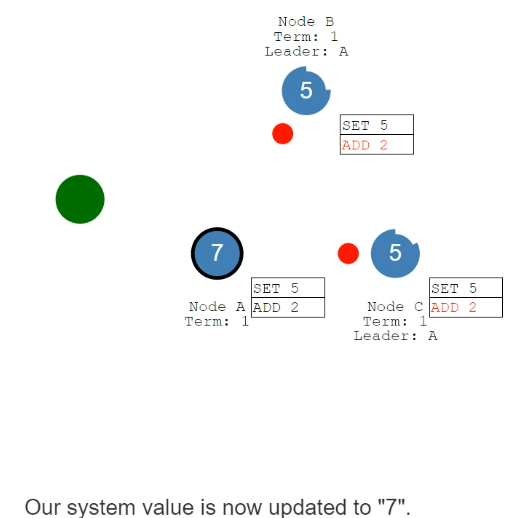 Node B
Term: 1
Leader: A
5
SET 5
ADD 2
7
SET 5
ADD 2
Node A
Term: 1
5
SET 5
ADD 2
Node C
Term: 1
Leader: A
Our system value is now updated to "7".